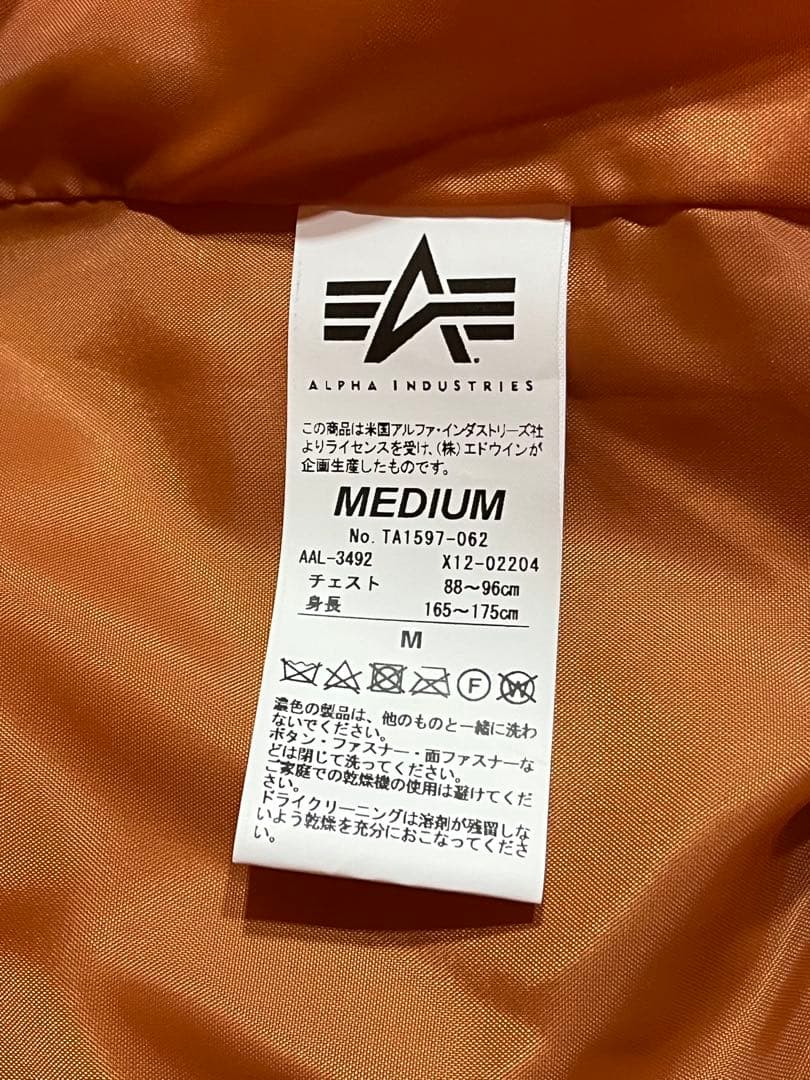 ALPHA INDUSTRIES
この商品は米国アルファ・インダストリーズ社
よりライセンスを受け、(株)エドウインが
企画生産したものです。
MEDIUM
No. TA1597-062
AAL-3492 X12-02204
チェスト 88～96cm
身長 165～175cm
M
F W
濃色の製品は、他のものと一緒に洗わ
ないでください。
ボタン・ファスナー・面ファスナーな
どは閉じて洗ってください。
ご家庭での乾燥機の使用は避けてくだ
さい。
ドライクリーニングは溶剤が残留しな
いよう乾燥を充分におこなってくださ
い。